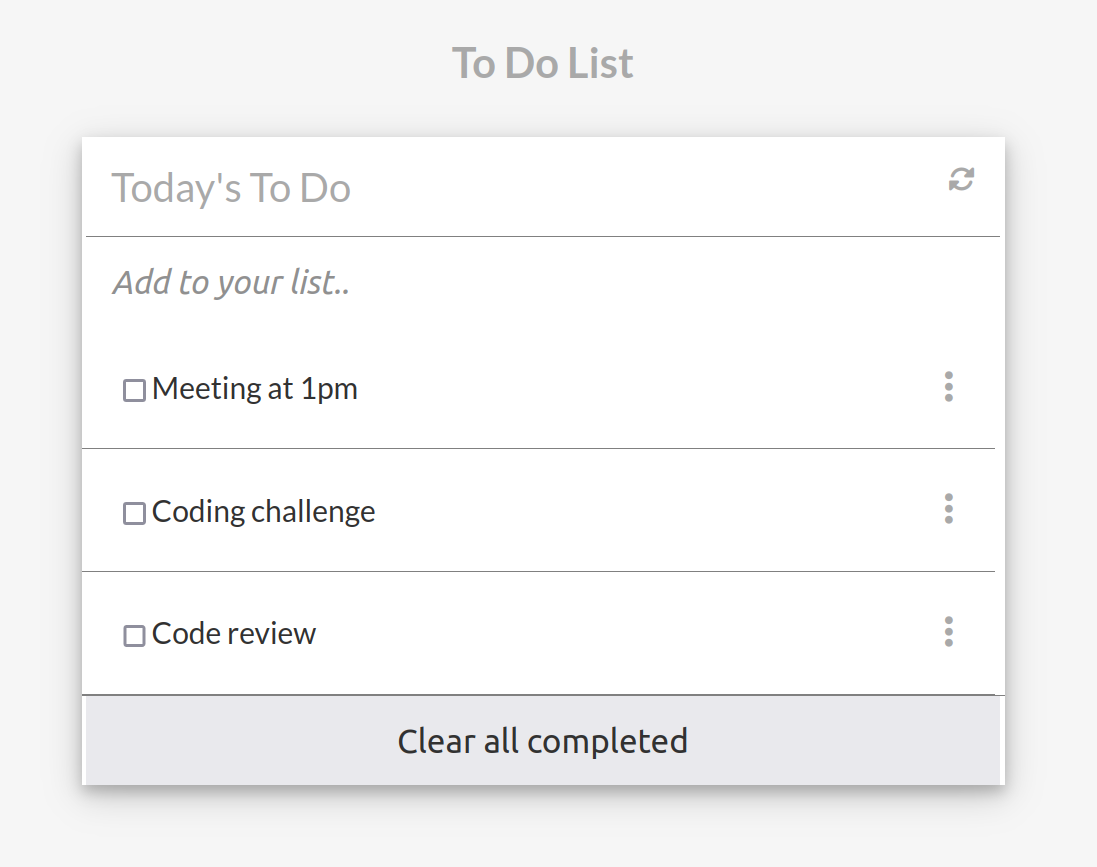 To Do List
Today's To Do
Add to your list..
Meeting at 1pm
Coding challenge
Code review
Clear all completed